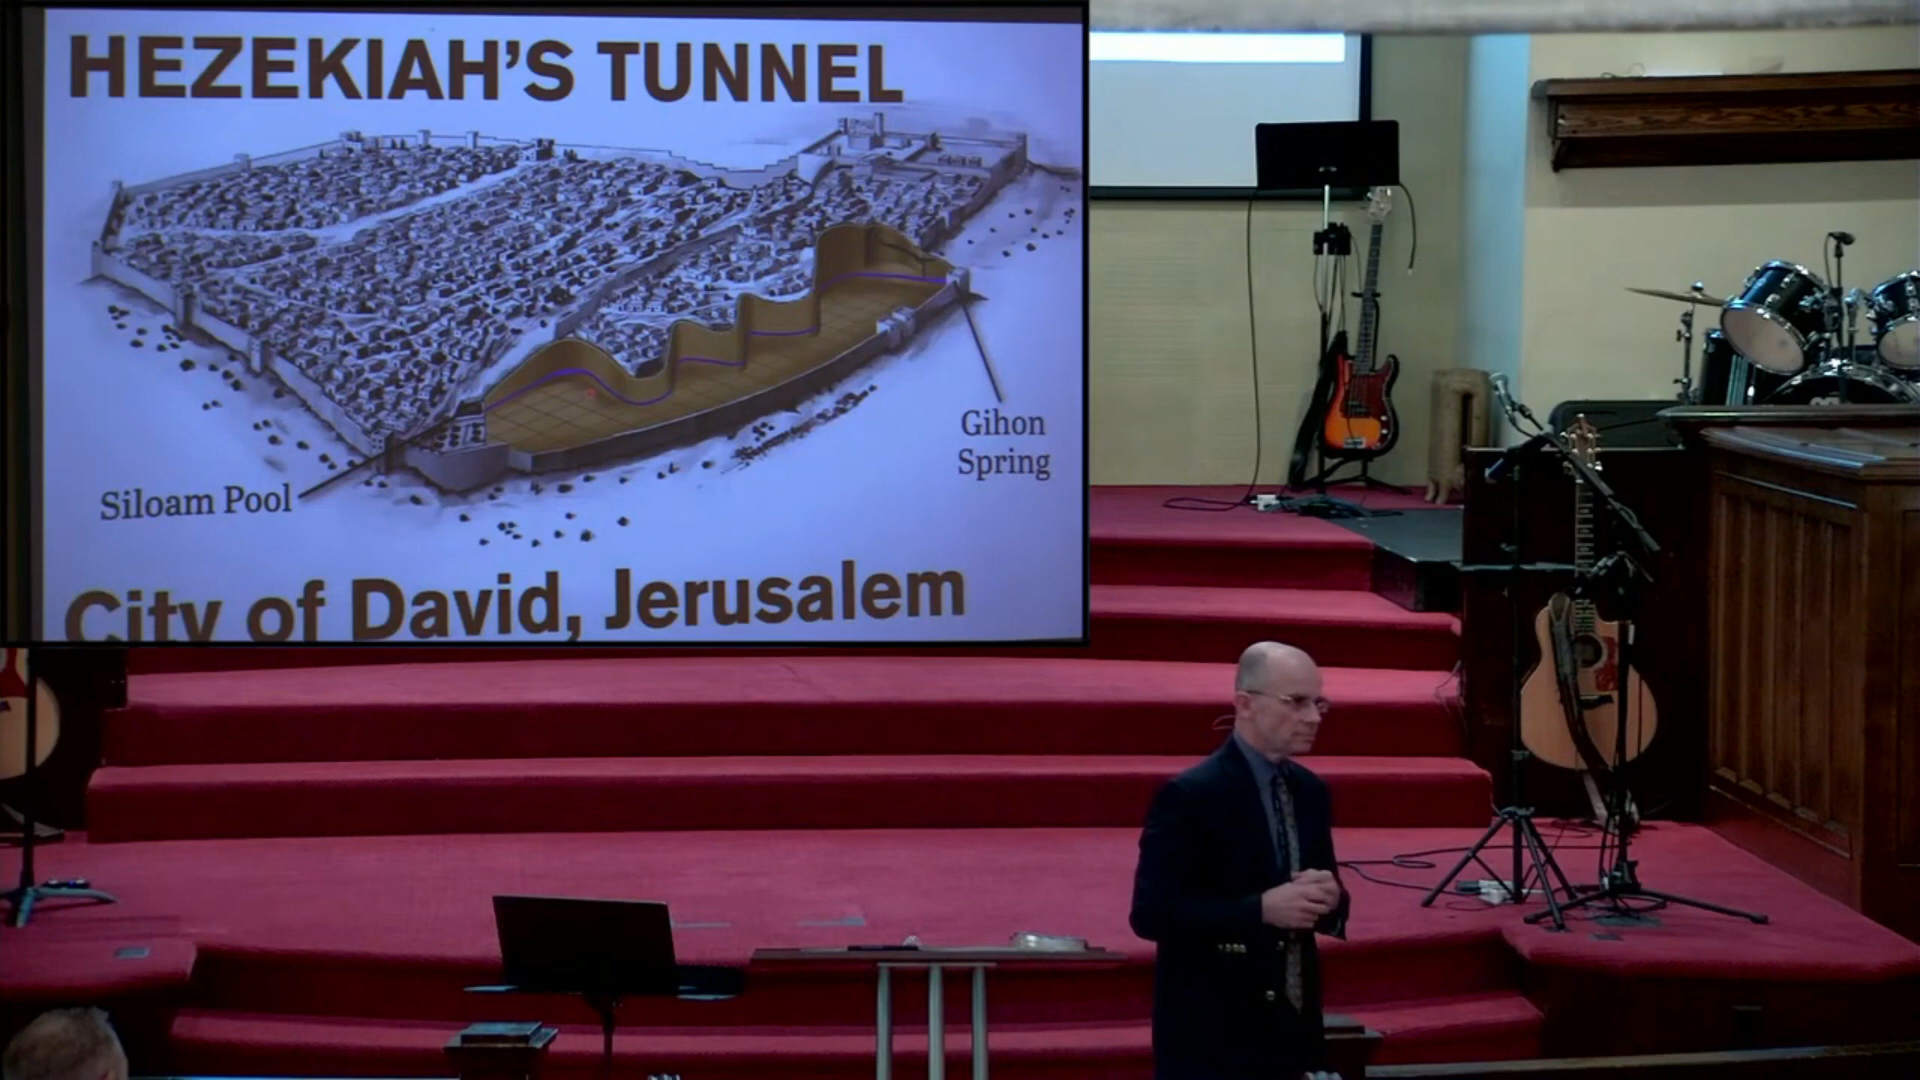 HEZEKIAH'S TUNNEL
Gihon
Spring
Siloam Pool
City of David, Jerusalem